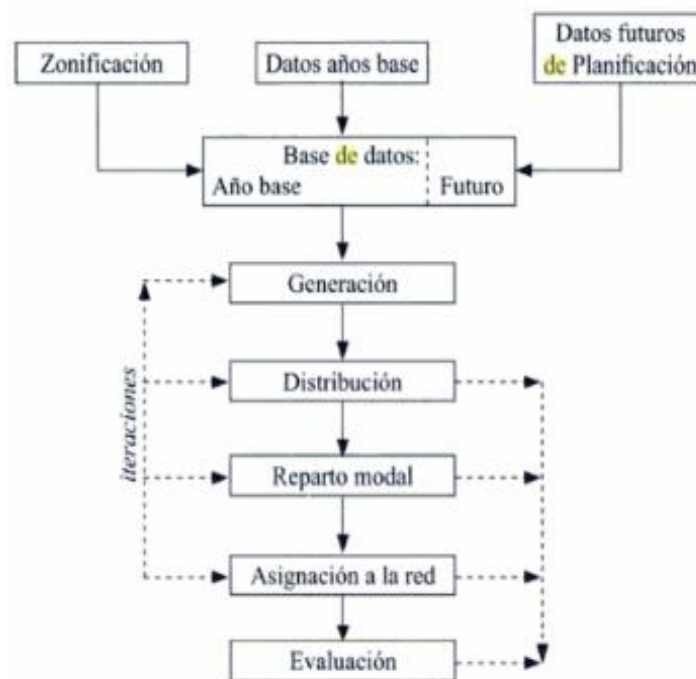 Zonificación
Datos años base
Datos futuros
de Planificación
Base de datos:
Año base
Futuro
Generación
Distribución
iteraciones
Reparto modal
Asignación a la red
Evaluación